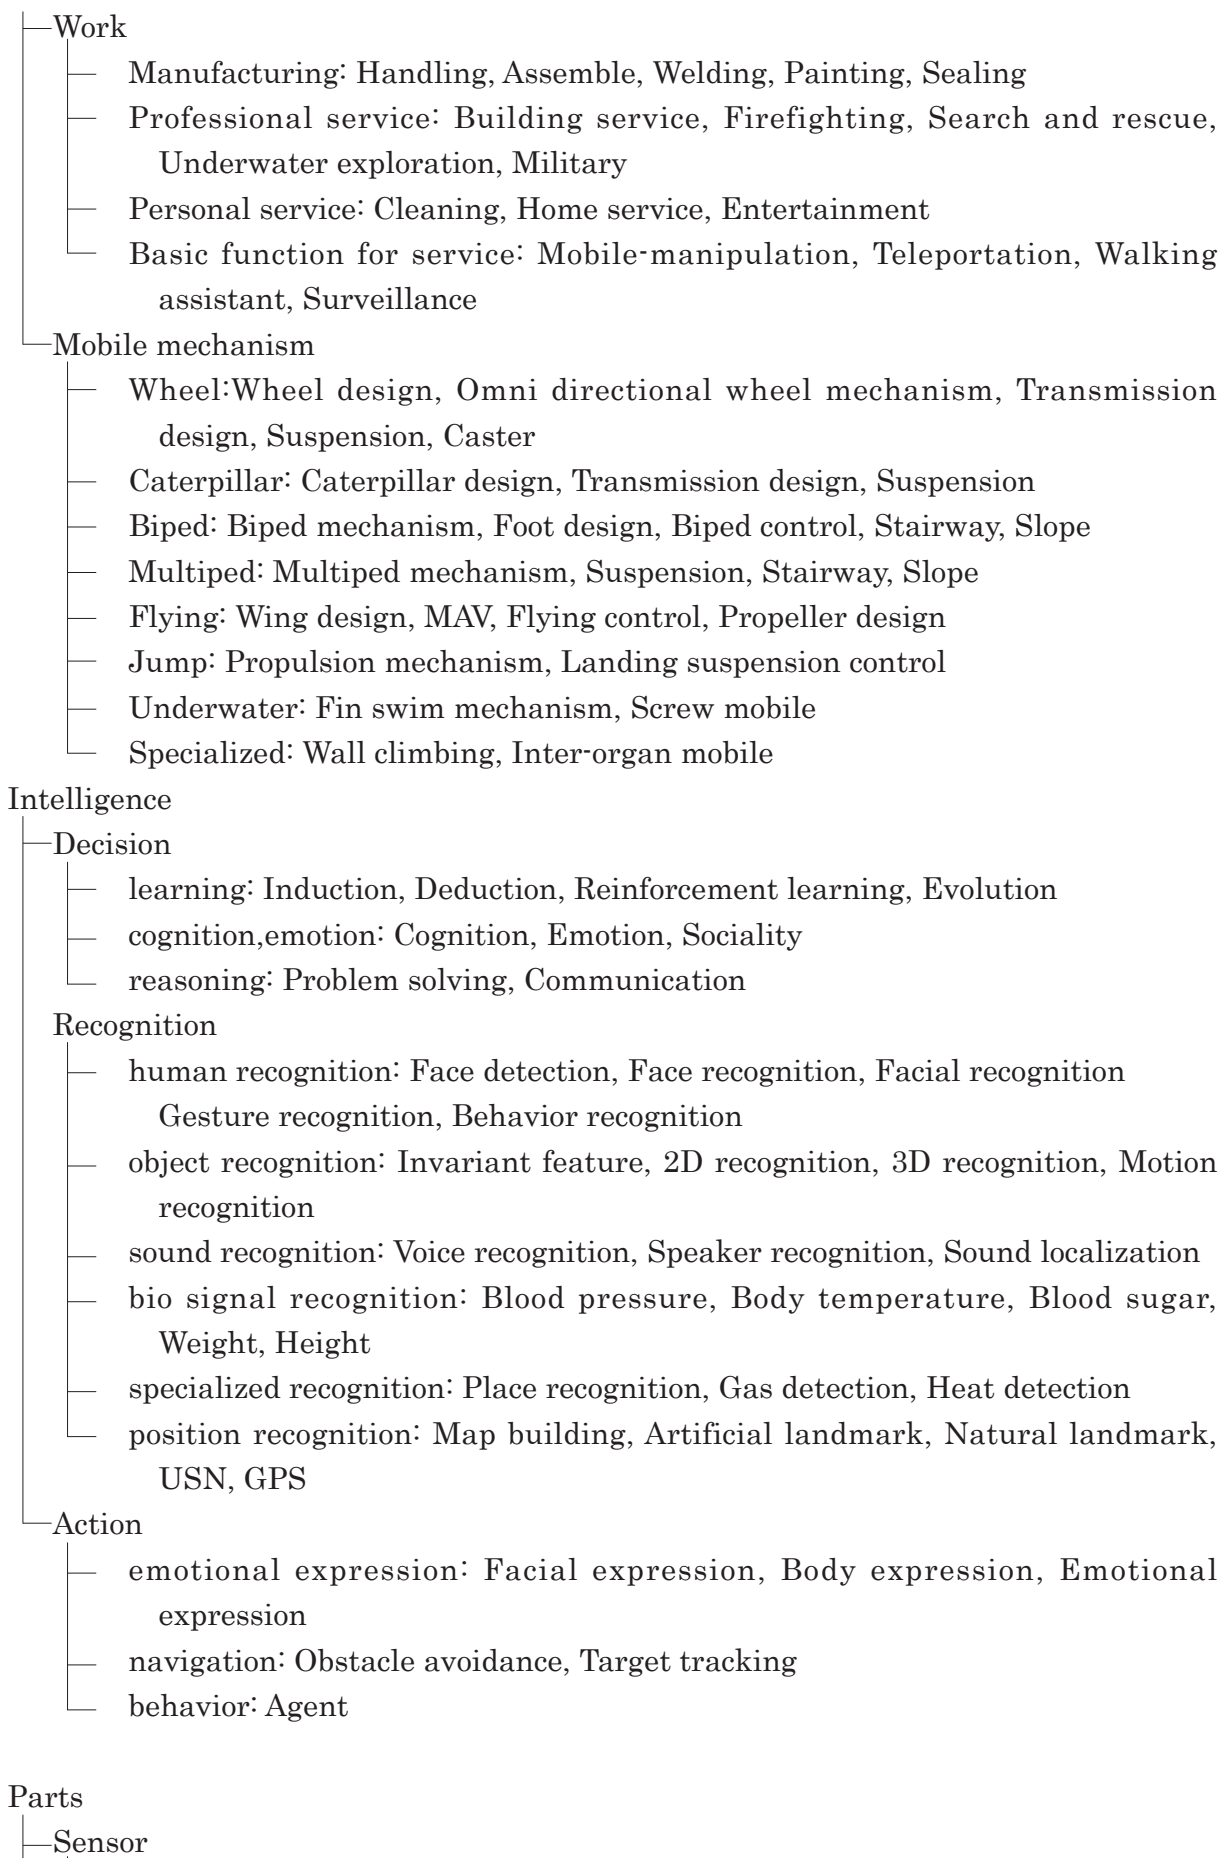 Work
Manufacturing: Handling, Assemble, Welding, Painting, Sealing
Professional service: Building service, Firefighting, Search and rescue,
Underwater exploration, Military
Personal service: Cleaning, Home service, Entertainment
Basic function for service: Mobile-manipulation, Teleportation, Walking
assistant, Surveillance
Mobile mechanism
Wheel:Wheel design, Omni directional wheel mechanism, Transmission
design, Suspension, Caster
Caterpillar: Caterpillar design, Transmission design, Suspension
Biped: Biped mechanism, Foot design, Biped control, Stairway, Slope
Multiped: Multiped mechanism, Suspension, Stairway, Slope
Flying: Wing design, MAV, Flying control, Propeller design
Jump: Propulsion mechanism, Landing suspension control
Underwater: Fin swim mechanism, Screw mobile
Specialized: Wall climbing, Inter-organ mobile
Intelligence
Decision
learning: Induction, Deduction, Reinforcement learning, Evolution
cognition,emotion: Cognition, Emotion, Sociality
reasoning: Problem solving, Communication
Recognition
human recognition: Face detection, Face recognition, Facial recognition
Gesture recognition, Behavior recognition
object recognition: Invariant feature, 2D recognition, 3D recognition, Motion
recognition
sound recognition: Voice recognition, Speaker recognition, Sound localization
bio signal recognition: Blood pressure, Body temperature, Blood sugar,
Weight, Height
specialized recognition: Place recognition, Gas detection, Heat detection
position recognition: Map building, Artificial landmark, Natural landmark,
USN, GPS
Action
emotional expression: Facial expression, Body expression, Emotional
expression
navigation: Obstacle avoidance, Target tracking
behavior: Agent
Parts
Sensor